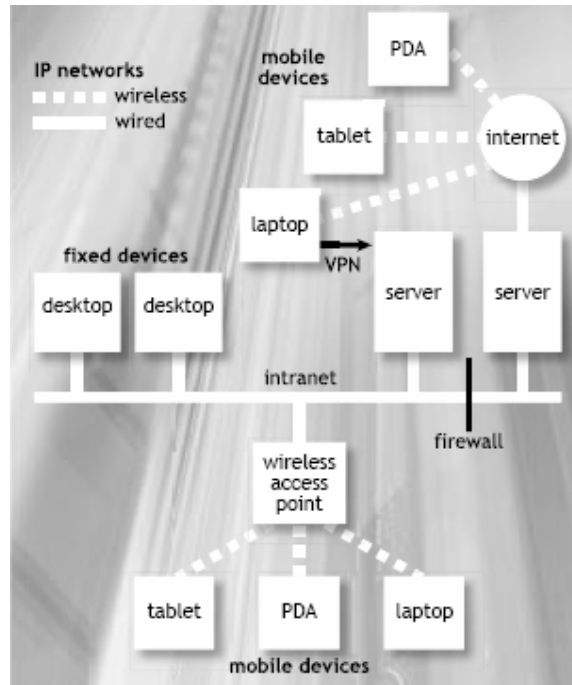 PDA
mobile
devices
IP networks
wireless
wired
tablet
internet
laptop
VPN
fixed devices
desktop
desktop
server
server
intranet
firewall
wireless
access
point
tablet
PDA
laptop
mobile devices